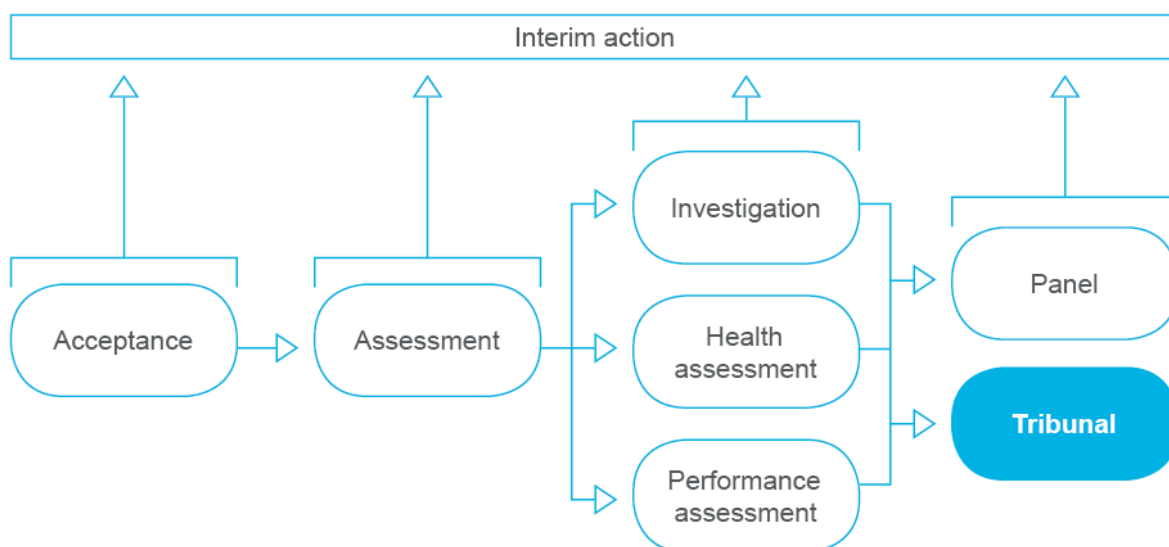 Interim action
Acceptance
Assessment
Investigation
Health
assessment
Performance
assessment
Panel
Tribunal